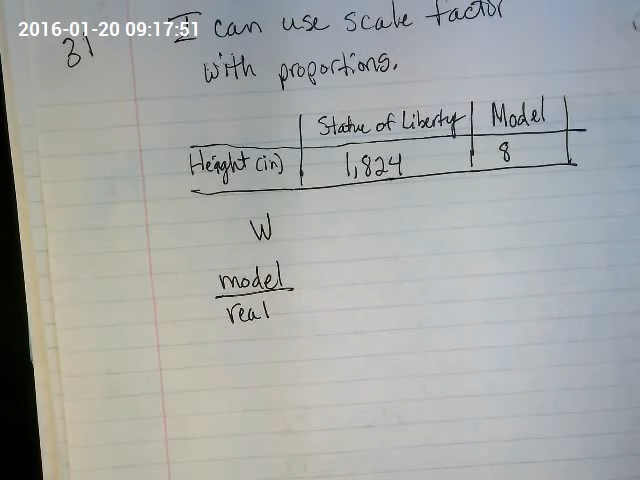 2016-01-20 09:17:51
31 I can use scale factor
with proportions.
Statue of Liberty Model
Height (in) 1,824 8
W
model
real